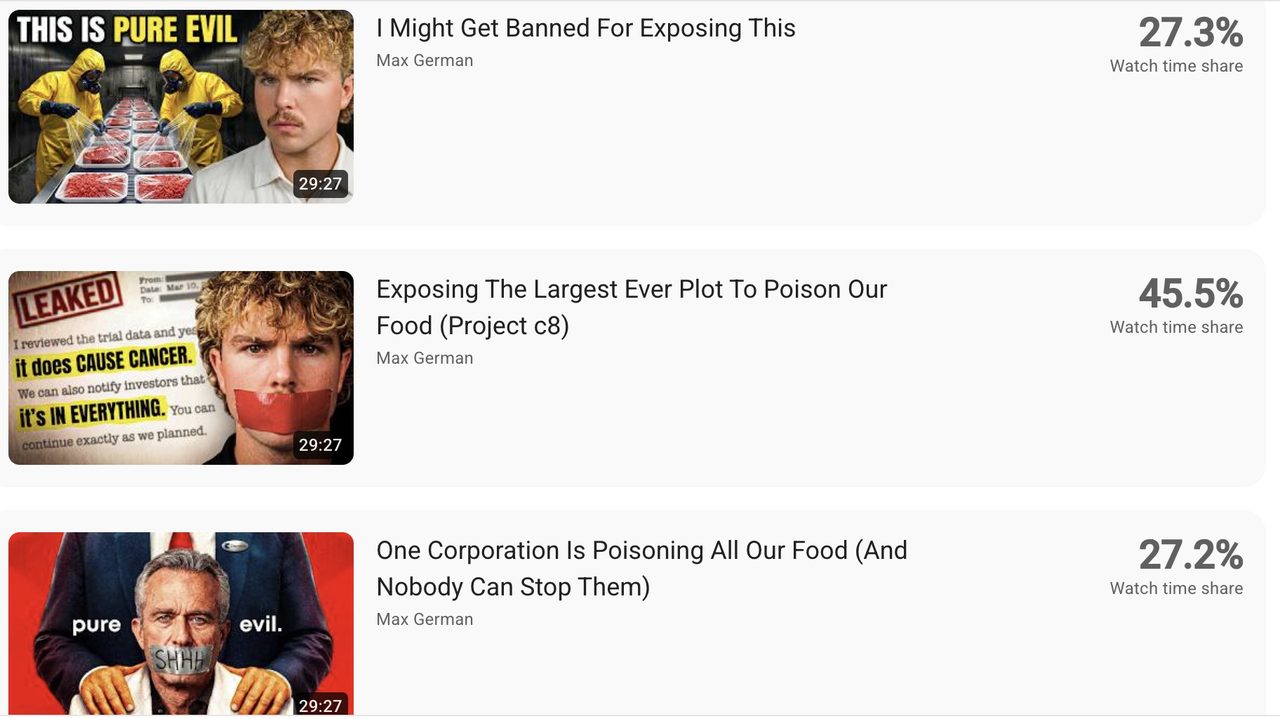 THIS IS PURE EVIL
29:27
I Might Get Banned For Exposing This
Max German
27.3%
Watch time share
LEAKED
From:
Date: Mar 10,
To:
I reviewed the trial data and yes
it does CAUSE CANCER.
We can also notify investors that
it's IN EVERYTHING. You can
continue exactly as we planned.
29:27
Exposing The Largest Ever Plot To Poison Our
Food (Project c8)
Max German
45.5%
Watch time share
pure evil.
SHHH
29:27
One Corporation Is Poisoning All Our Food (And
Nobody Can Stop Them)
Max German
27.2%
Watch time share